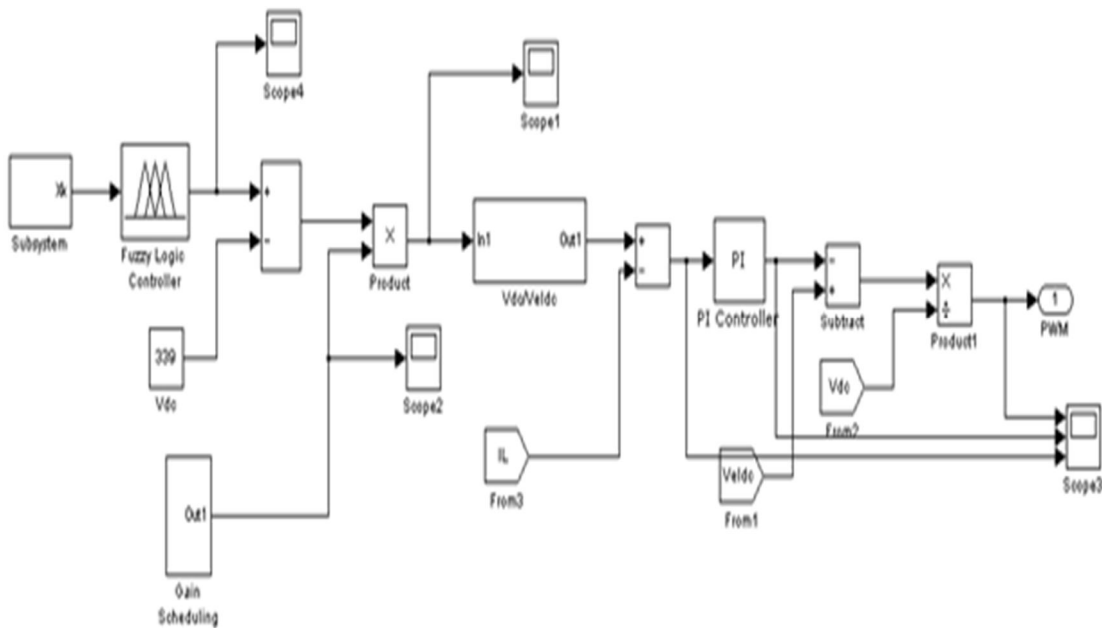 Scope4
Scope1
Xk
Subsystem
Fuzzy Logic
Controller
+
-
X
Product
In1
Out1
Vdc/Veldc
+
-
PI
PI Controller
-
+
Subtract
X
÷
Product1
1
PWM
339
Vdc
Scope2
Vdc
From2
IL
From3
Veldc
From1
Scope3
Out1
Gain
Scheduling